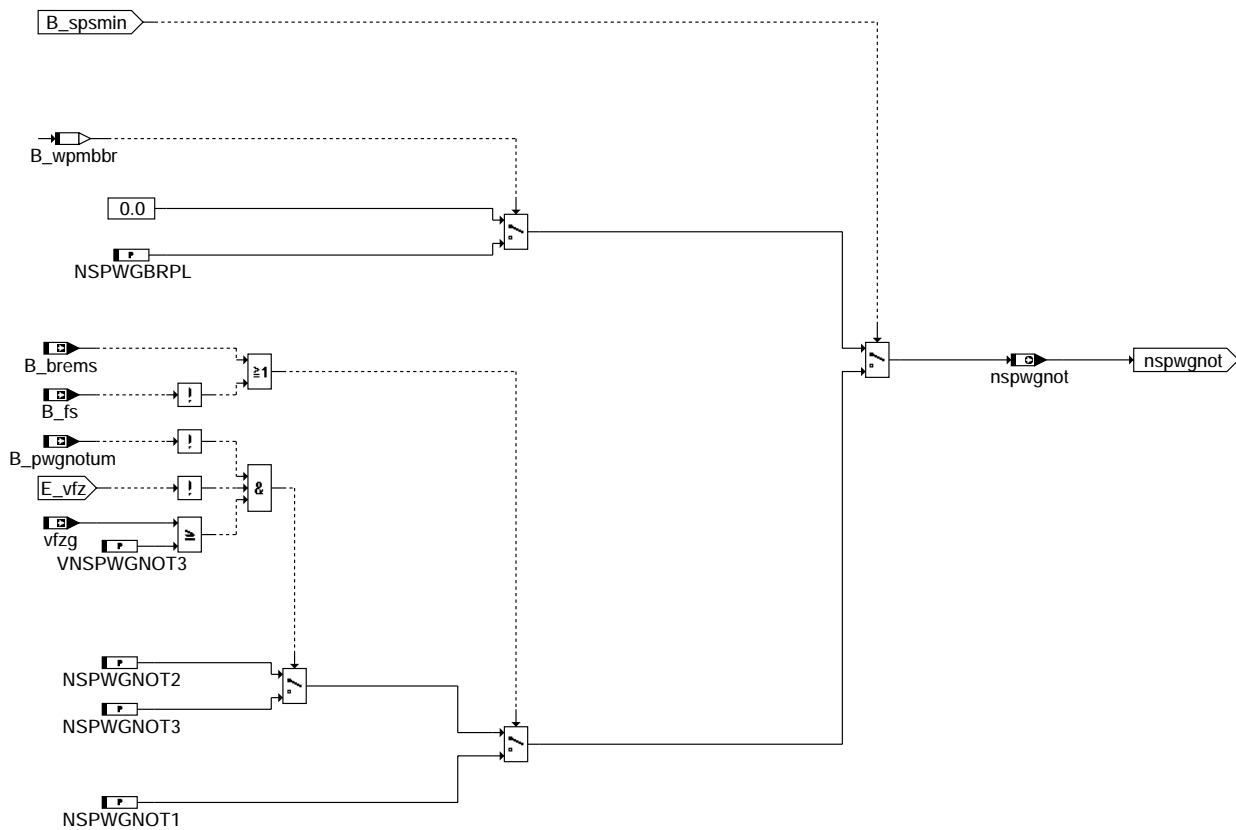 B_spsmin
B_wpmbbr
0.0
P
NSPWGBRPL
B_brems
≥1
B_fs
!
B_pwgnotum
!
E_vfz
!
&
vfzg
≥
P
VNSPWGNOT3
P
NSPWGNOT2
P
NSPWGNOT3
P
NSPWGNOT1
nspwgnot
nspwgnot